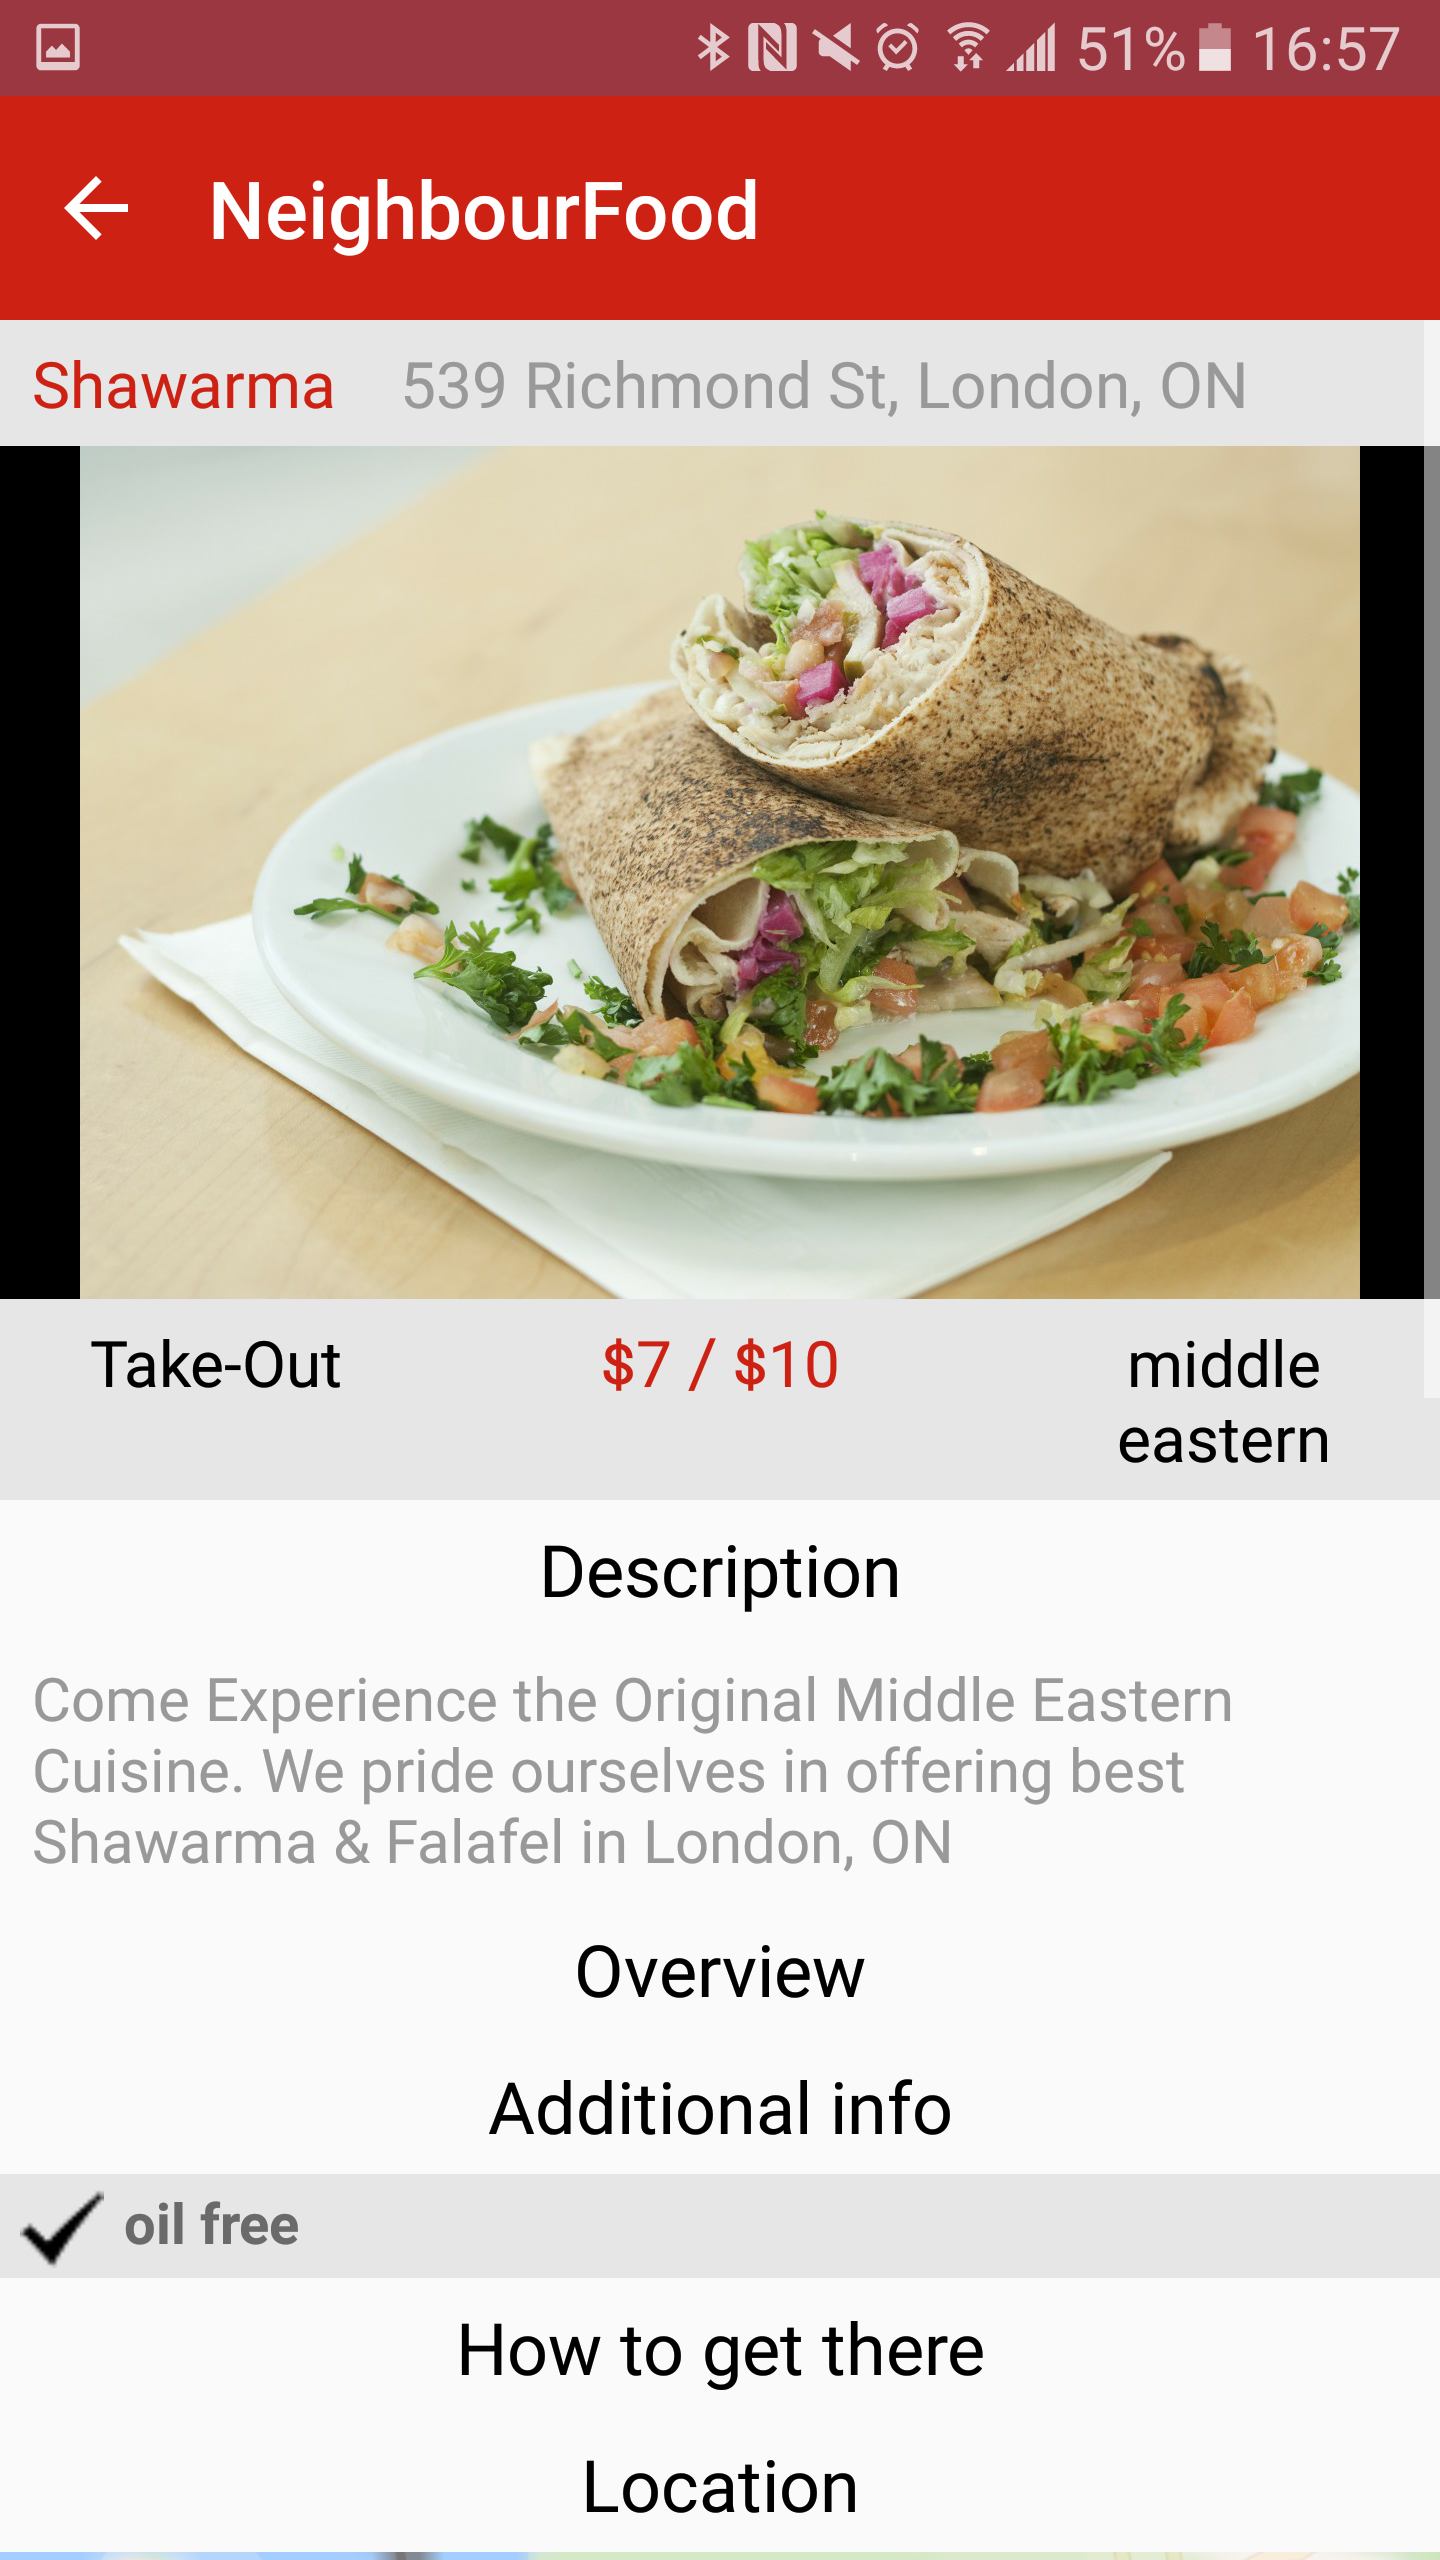 51% 16:57
NeighbourFood
Shawarma 539 Richmond St, London, ON
Take-Out $7 / $10 middle
eastern
Description
Come Experience the Original Middle Eastern
Cuisine. We pride ourselves in offering best
Shawarma & Falafel in London, ON
Overview
Additional info
oil free
How to get there
Location